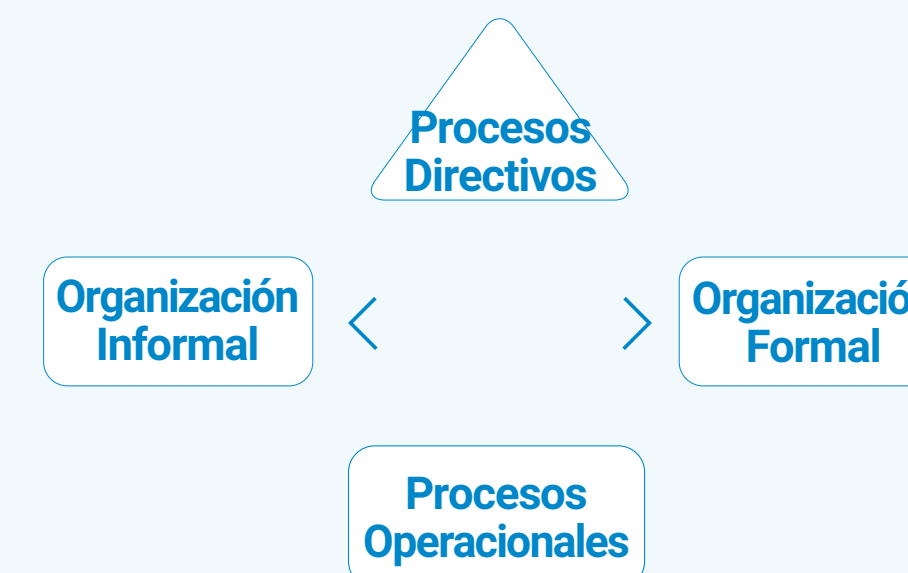 Procesos
Directivos
Organización
Informal
Organizació
Formal
Procesos
Operacionales